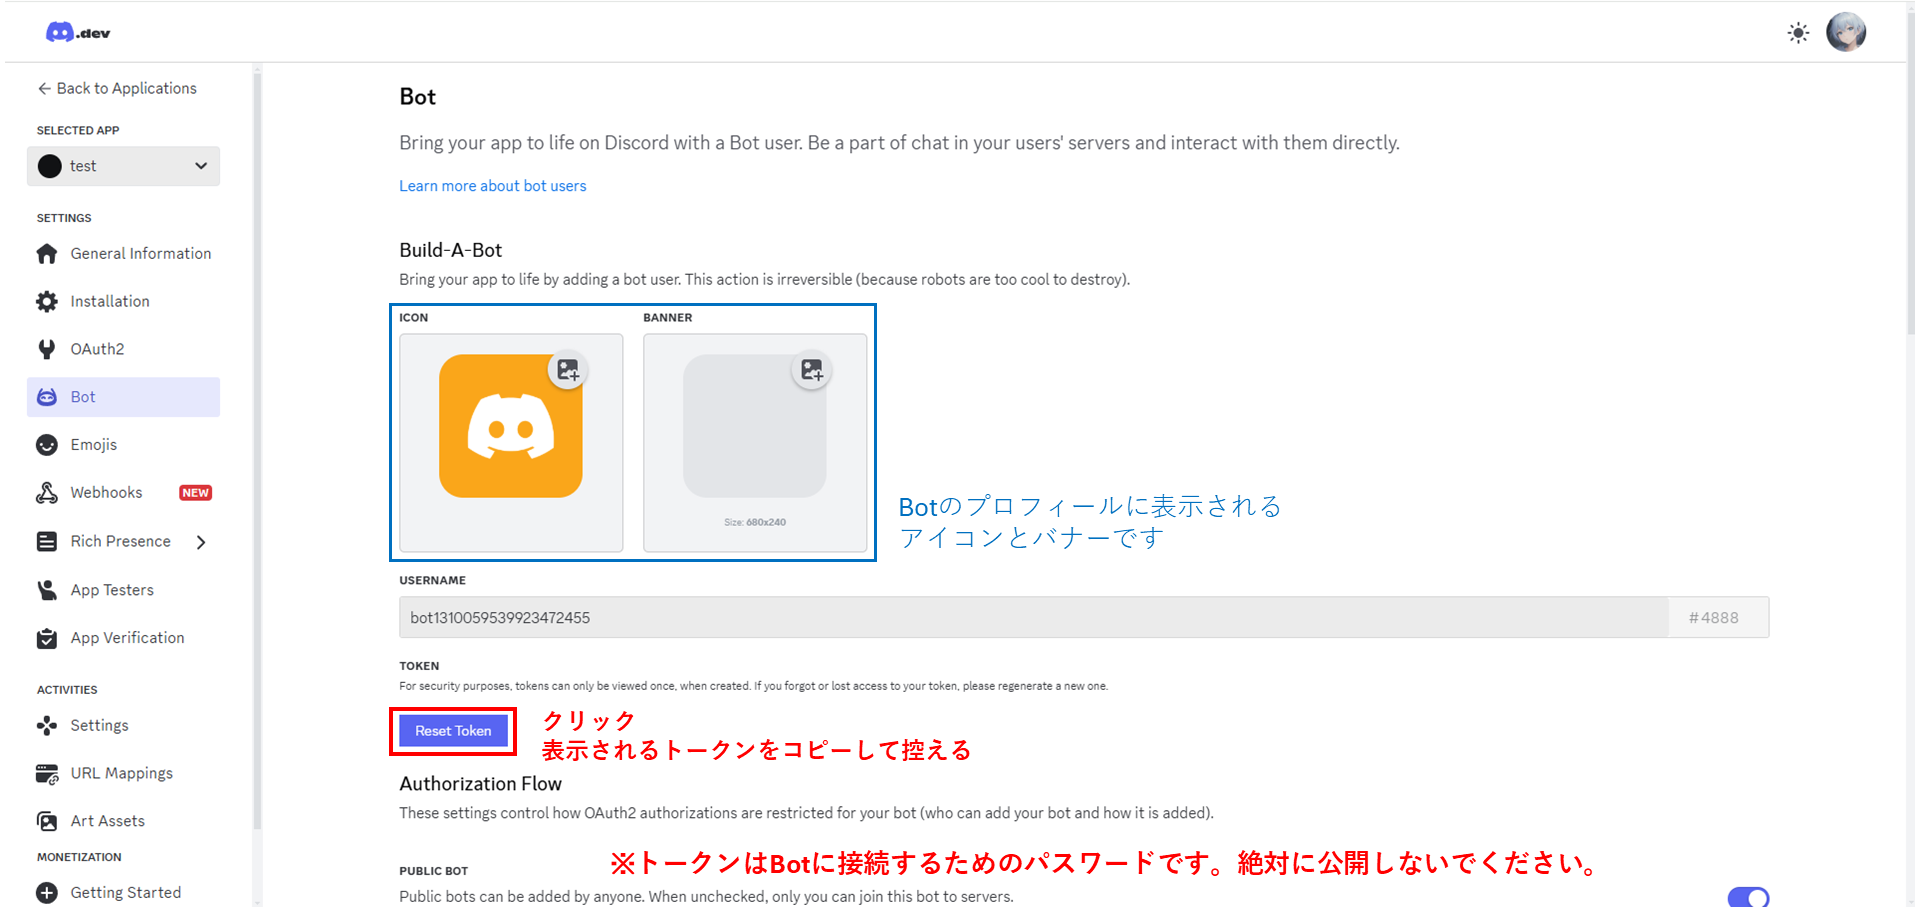 .dev
Back to Applications
SELECTED APP
test
SETTINGS
General Information
Installation
OAuth2
Bot
Emojis
Webhooks NEW
Rich Presence
App Testers
App Verification
ACTIVITIES
Settings
URL Mappings
Art Assets
MONETIZATION
Getting Started
Bot
Bring your app to life on Discord with a Bot user. Be a part of chat in your users' servers and interact with them directly.
Learn more about bot users
Build-A-Bot
Bring your app to life by adding a bot user. This action is irreversible (because robots are too cool to destroy).
ICON
BANNER
Size: 680x240
Botのプロフィールに表示される
アイコンとバナーです
USERNAME
bot1310059539923472455 #4888
TOKEN
For security purposes, tokens can only be viewed once, when created. If you forgot or lost access to your token, please regenerate a new one.
Reset Token
クリック
表示されるトークンをコピーして控える
Authorization Flow
These settings control how OAuth2 authorizations are restricted for your bot (who can add your bot and how it is added).
※トークンはBotに接続するためのパスワードです。絶対に公開しないでください。
PUBLIC BOT
Public bots can be added by anyone. When unchecked, only you can join this bot to servers.